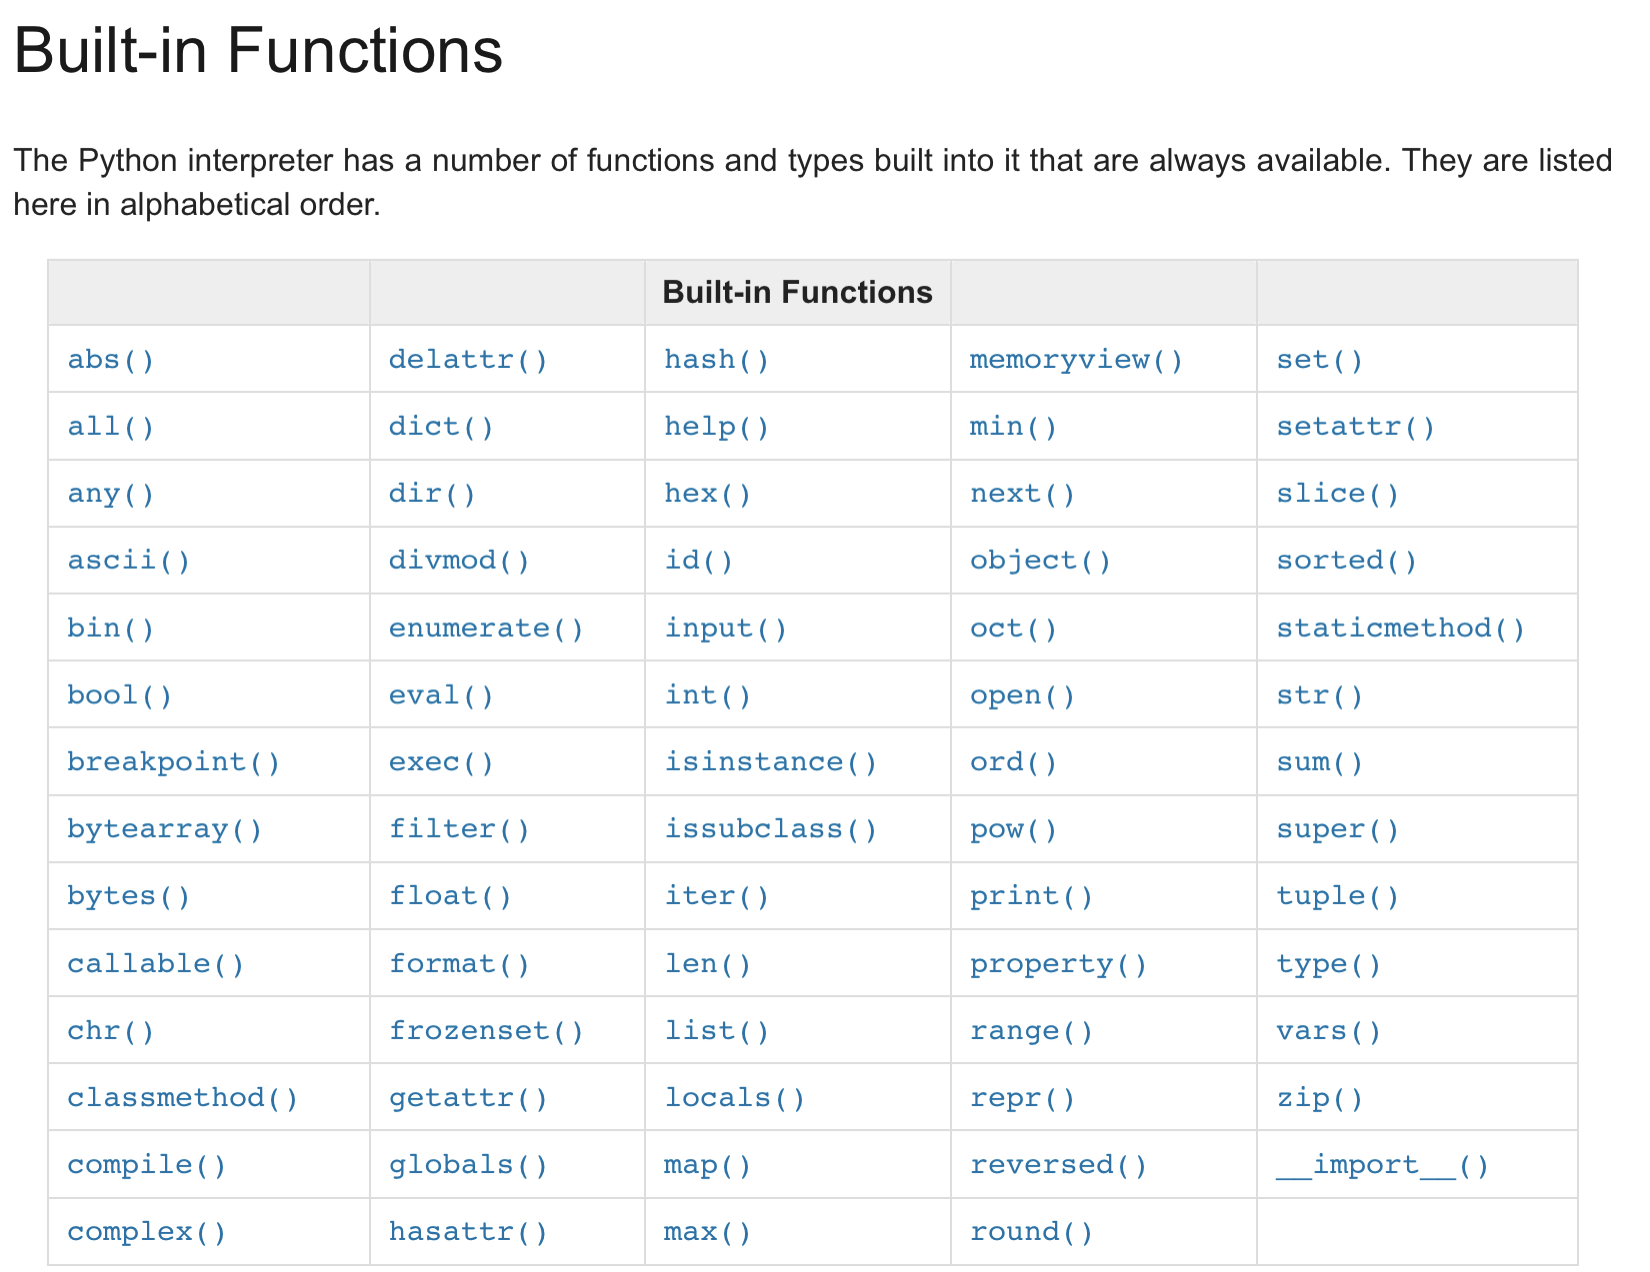 Built-in Functions
The Python interpreter has a number of functions and types built into it that are always available. They are listed
here in alphabetical order.
Built-in Functions
abs() delattr() hash() memoryview() set()
all() dict() help() min() setattr()
any() dir() hex() next() slice()
ascii() divmod() id() object() sorted()
bin() enumerate() input() oct() staticmethod()
bool() eval() int() open() str()
breakpoint() exec() isinstance() ord() sum()
bytearray() filter() issubclass() pow() super()
bytes() float() iter() print() tuple()
callable() format() len() property() type()
chr() frozenset() list() range() vars()
classmethod() getattr() locals() repr() zip()
compile() globals() map() reversed() __import__()
complex() hasattr() max() round()